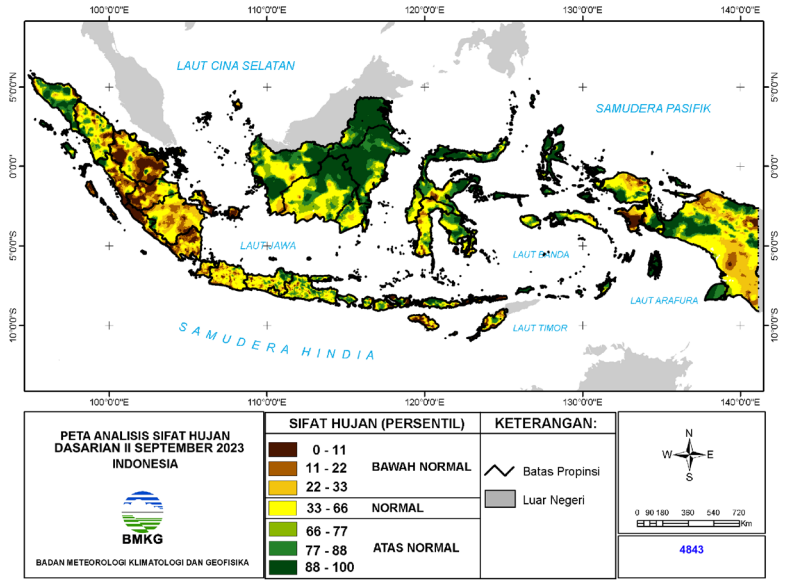 100°0'0"E 110°0'0"E 120°0'0"E 130°0'0"E 140°0'0"E
LAUT CINA SELATAN
5°0'0"N 5°0'0"N
SAMUDERA PASIFIK
0°0'0" 0°0'0"
5°0'0"S LAUT JAWA LAUT BANDA 5°0'0"S
LAUT ARAFURA
10°0'0"S SAMUDERA HINDIA LAUT TIMOR 10°0'0"S
100°0'0"E 110°0'0"E 120°0'0"E 130°0'0"E 140°0'0"E
PETA ANALISIS SIFAT HUJAN
DASARIAN II SEPTEMBER 2023
INDONESIA
BMKG
BADAN METEOROLOGI KLIMATOLOGI DAN GEOFISIKA
SIFAT HUJAN (PERSENTIL)
0 - 11
11 - 22 BAWAH NORMAL
22 - 33
33 - 66 NORMAL
66 - 77
77 - 88 ATAS NORMAL
88 - 100
KETERANGAN:
Batas Propinsi
Luar Negeri
N
W E
S
0 90 180 360 540 720
Km
4843